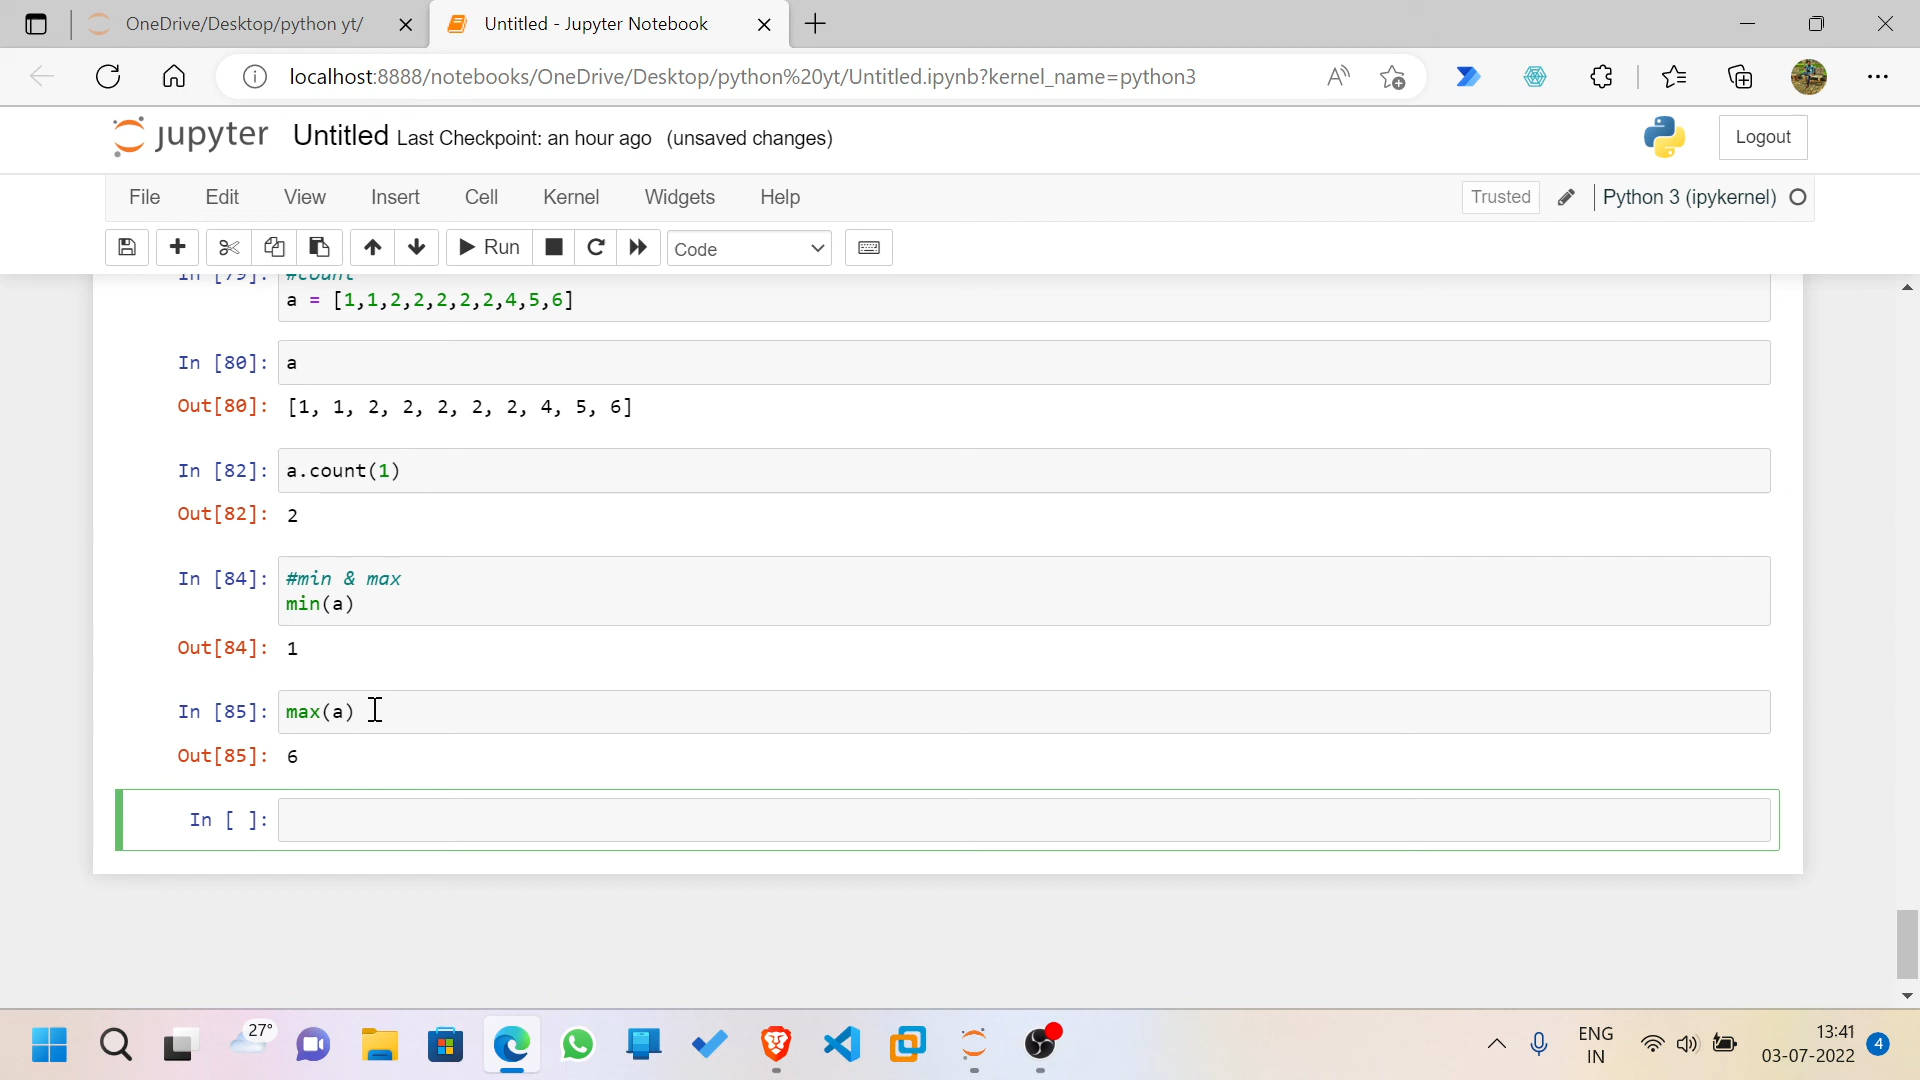 OneDrive/Desktop/python yt/
Untitled - Jupyter Notebook
localhost:8888/notebooks/OneDrive/Desktop/python%20yt/Untitled.ipynb?kernel_name=python3
jupyter Untitled Last Checkpoint: an hour ago (unsaved changes)
Logout
File Edit View Insert Cell Kernel Widgets Help
Trusted Python 3 (ipykernel)
Run Code
In [79]: #count
a = [1,1,2,2,2,2,2,4,5,6]
In [80]: a
Out[80]: [1, 1, 2, 2, 2, 2, 2, 4, 5, 6]
In [82]: a.count(1)
Out[82]: 2
In [84]: #min & max
min(a)
Out[84]: 1
In [85]: max(a)
Out[85]: 6
In [ ]:
27°
ENG
IN
13:41
03-07-2022
4